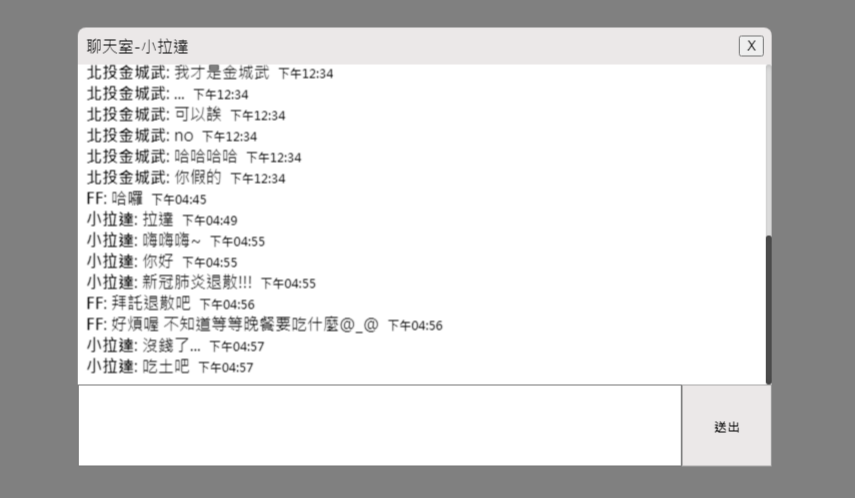 聊天室-小拉達
X
北投金城武: 我才是金城武 下午12:34
北投金城武: ... 下午12:34
北投金城武: 可以誒 下午12:34
北投金城武: no 下午12:34
北投金城武: 哈哈哈哈 下午12:34
北投金城武: 你假的 下午12:34
FF: 哈囉 下午04:45
小拉達: 拉達 下午04:49
小拉達: 嗨嗨嗨~ 下午04:55
小拉達: 你好 下午04:55
小拉達: 新冠肺炎退散!!! 下午04:55
FF: 拜託退散吧 下午04:56
FF: 好煩喔 不知道等等晚餐要吃什麼@_@ 下午04:56
小拉達: 沒錢了... 下午04:57
小拉達: 吃土吧 下午04:57
送出